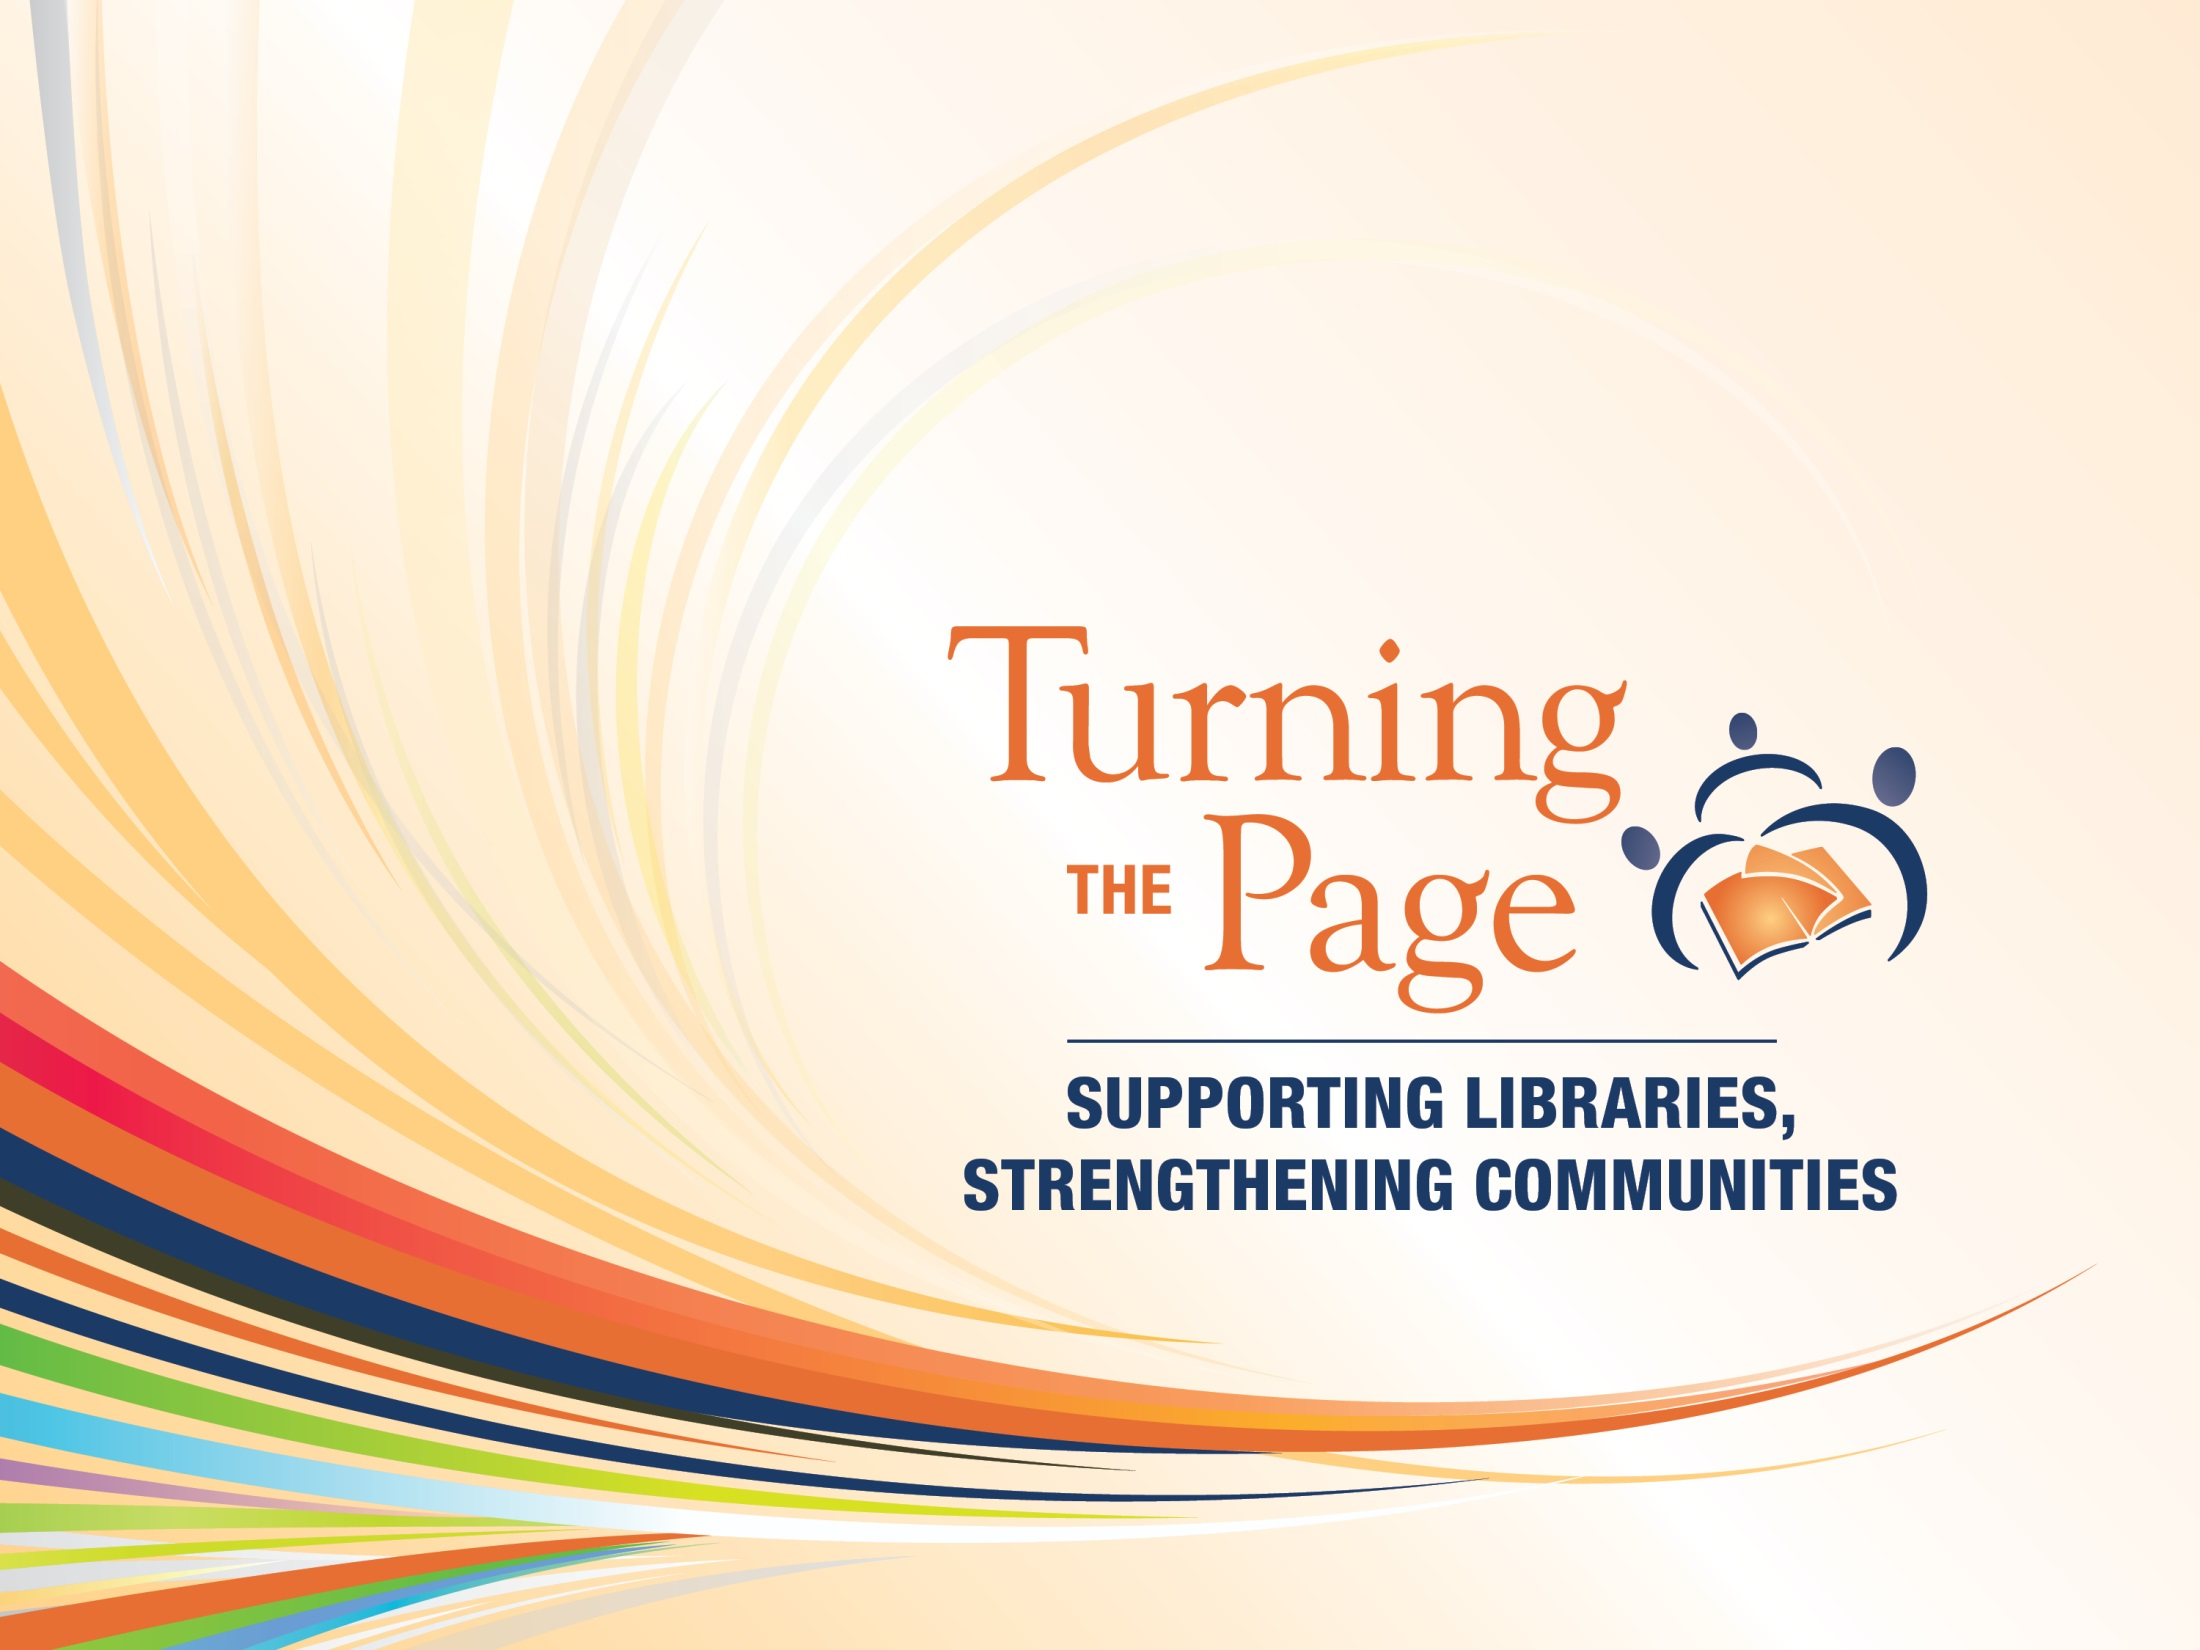 Turning
THE Page
SUPPORTING LIBRARIES,
STRENGTHENING COMMUNITIES